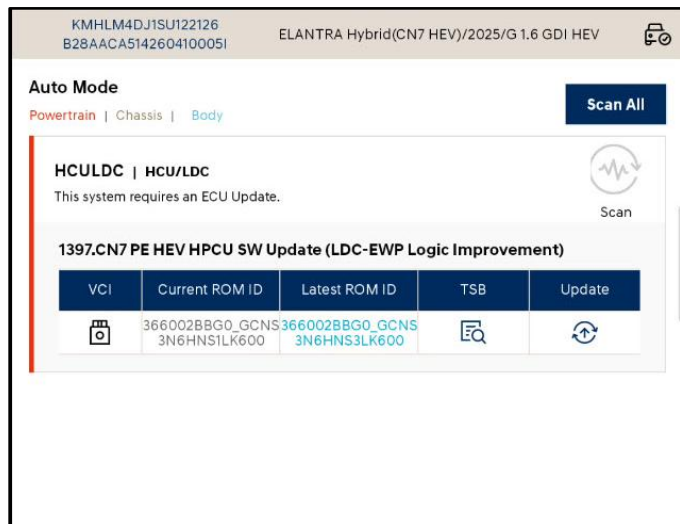 KMHLM4DJ1SU122126
B28AACA514260410005I
ELANTRA Hybrid(CN7 HEV)/2025/G 1.6 GDI HEV
Auto Mode
Scan All
Powertrain | Chassis | Body
HCULDC | HCU/LDC
This system requires an ECU Update.
Scan
1397.CN7 PE HEV HPCU SW Update (LDC-EWP Logic Improvement)
VCI Current ROM ID Latest ROM ID TSB Update
366002BBG0_GCNS 366002BBG0_GCNS
3N6HNS1LK600 3N6HNS3LK600